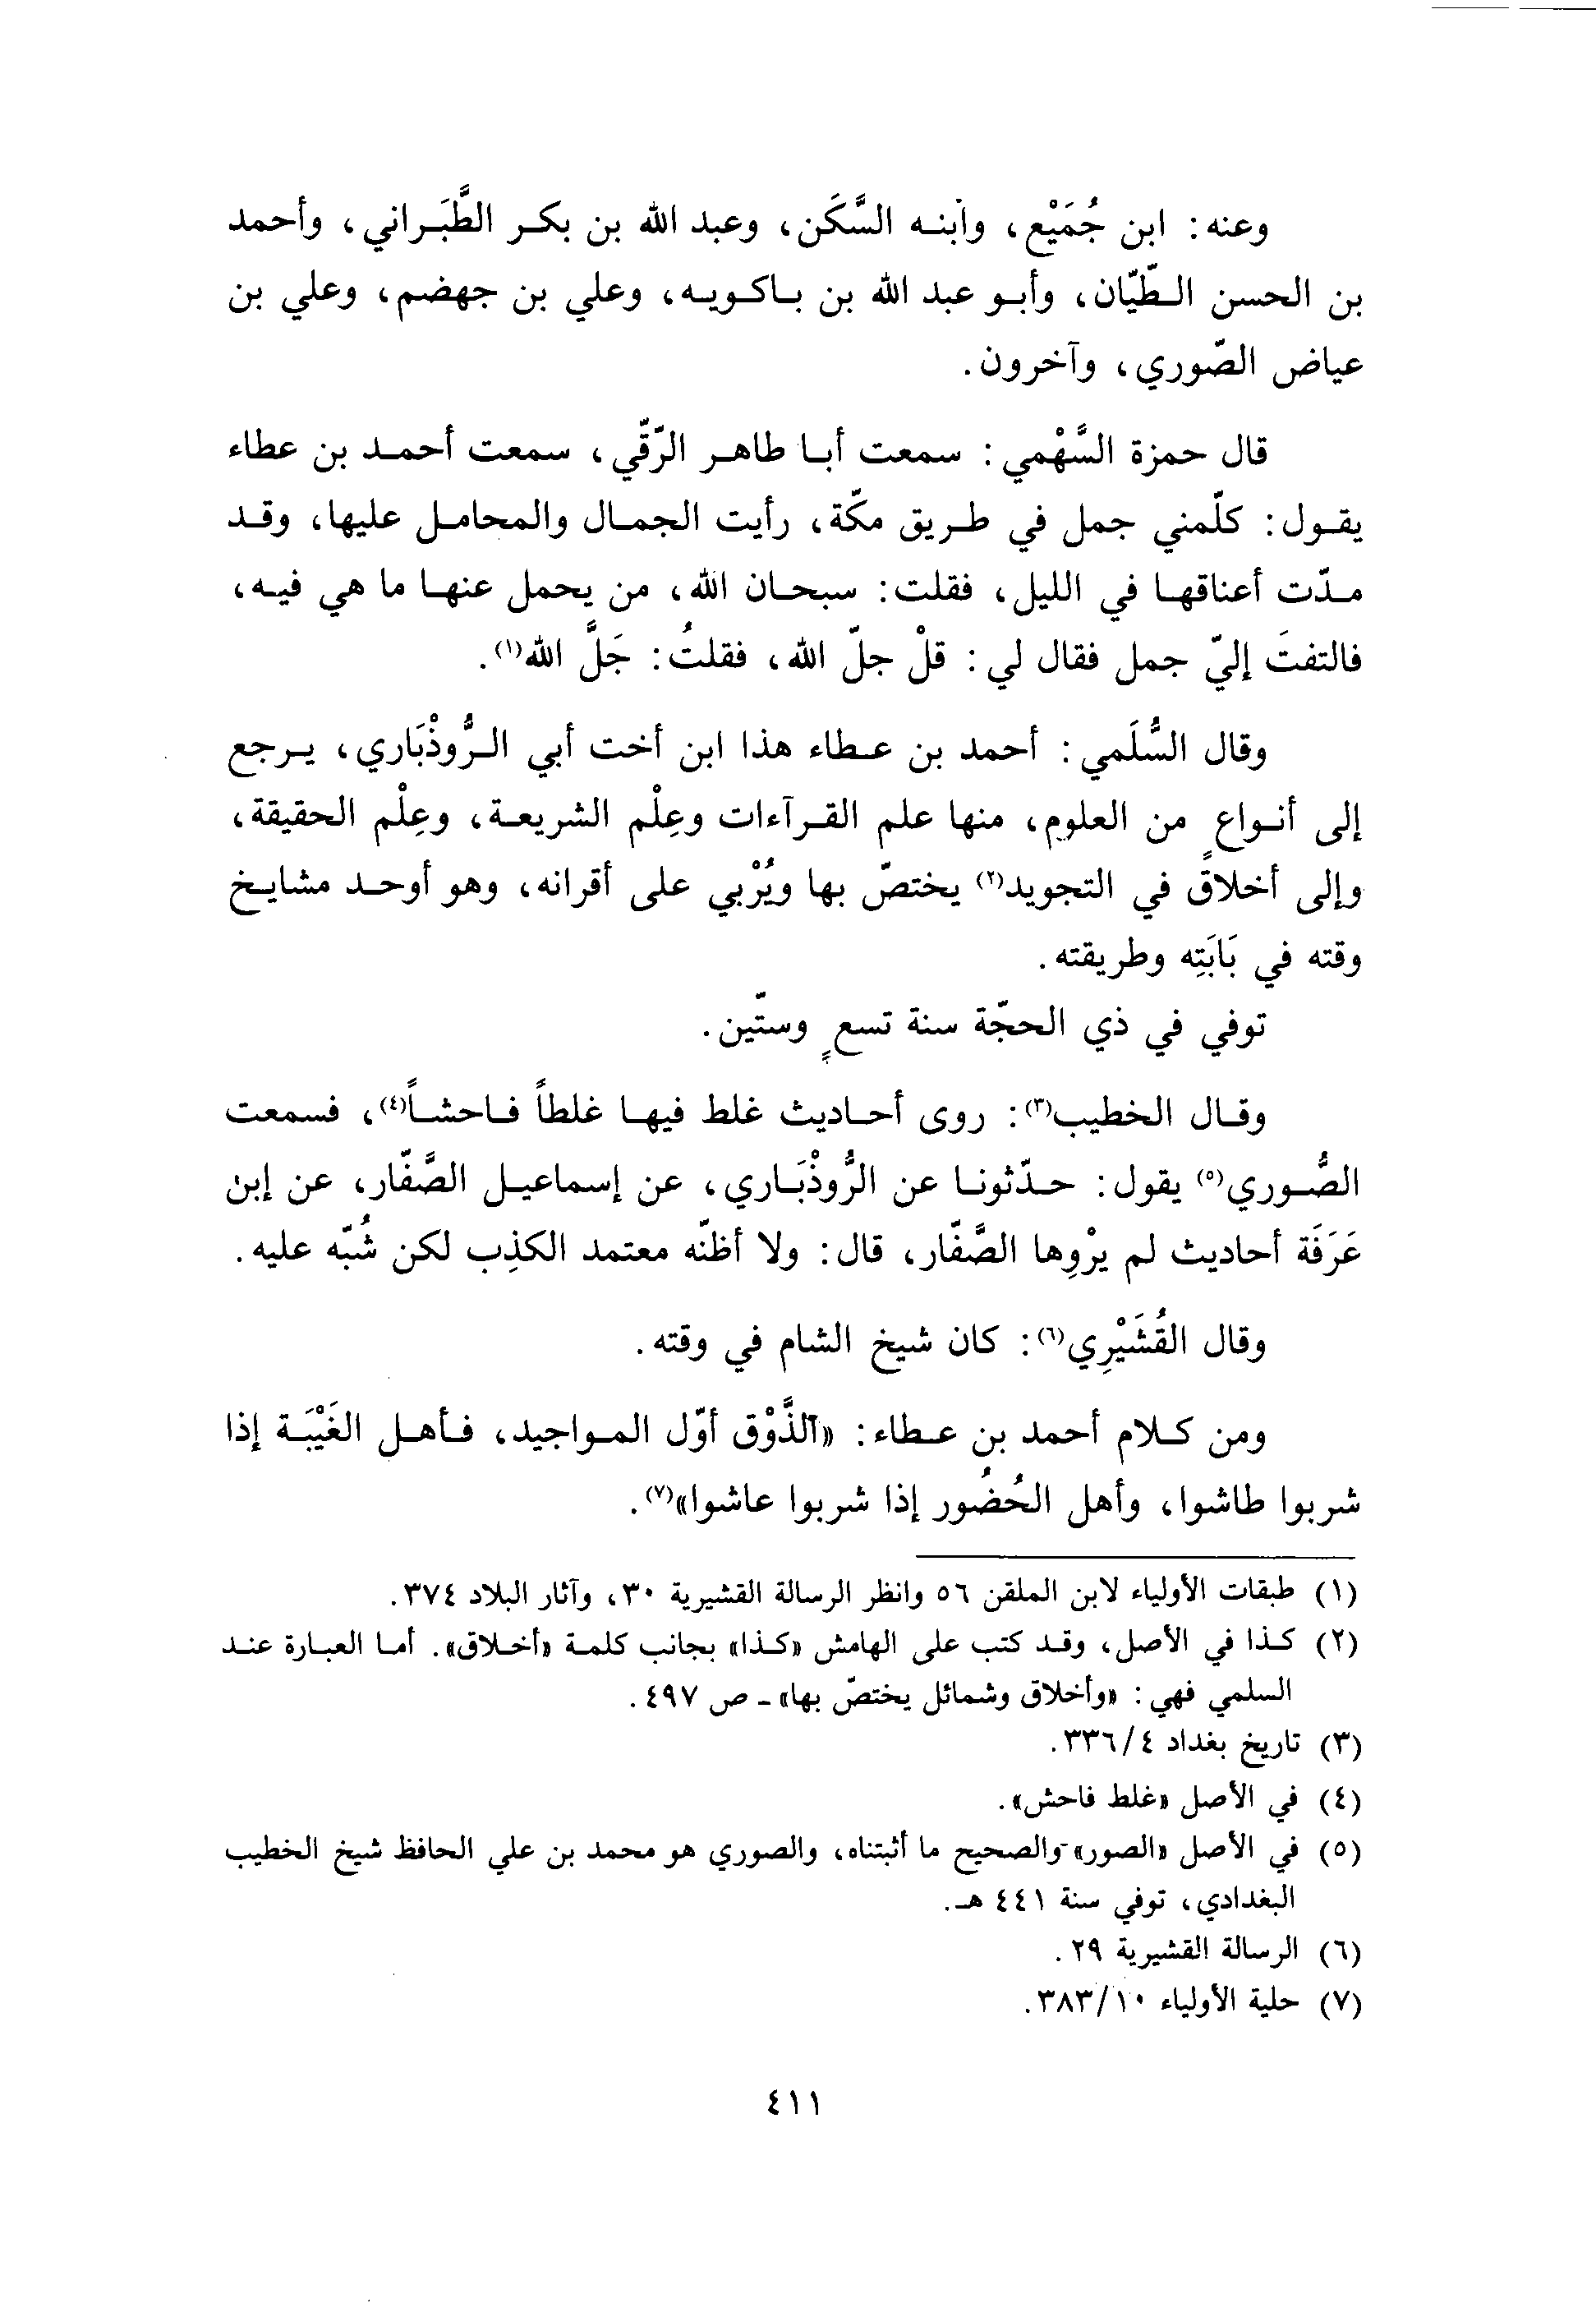 وعنه: ابن جُمَيْع، وابنه السَّكَن، وعبد الله بن بكر الطَّبَراني، وأحمد
بن الحسن الطّيّان، وأبو عبد الله بن باكويه، وعلي بن جهضم، وعلي بن
عياض الصّوري، وآخرون.
قال حمزة السَّهْمي: سمعت أبا طاهر الرّقّي، سمعت أحمد بن عطاء
يقول: كلّمني جمل في طريق مكّة، رأيت الجمال والمحامل عليها، وقد
مدّت أعناقها في الليل، فقلت: سبحان الله، من يحمل عنها ما هي فيه،
فالتفتَ إليّ جمل فقال لي: قلْ جلّ الله، فقلتُ: جَلَّ الله(١).
وقال السُّلَمي: أحمد بن عطاء هذا ابن أخت أبي الرُّوذْبَاري، يرجع
إلى أنواعٍ من العلوم، منها علم القرآءات وعِلْم الشريعة، وعِلْم الحقيقة،
وإلى أخلاقٍ في التجويد(٢) يختصّ بها ويُرْبي على أقرانه، وهو أوحد مشايخ
وقته في بَابَتِه وطريقته.
توفي في ذي الحجّة سنة تسعٍ وستّين.
وقال الخطيب(٣): روى أحاديث غلط فيها غلطاً فاحشاً(٤)، فسمعت
الصُّوري(٥) يقول: حدّثونا عن الرُّوذْبَاري، عن إسماعيل الصَّفّار، عن إبن
عَرَفَة أحاديث لم يرْوِها الصَّفّار، قال: ولا أظنّه معتمد الكذِب لكن شُبّه عليه.
وقال القُشَيْرِي(٦): كان شيخ الشام في وقته.
ومن كلام أحمد بن عطاء: «آلذَّوْق أوّل المواجيد، فأهل الغَيْبَة إذا
شربوا طاشوا، وأهل الحُضُور إذا شربوا عاشوا»(٧).
(١) طبقات الأولياء لابن الملقن ٥٦ وانظر الرسالة القشيرية ٣٠، وآثار البلاد ٣٧٤.
(٢) كذا في الأصل، وقد كتب على الهامش «كذا» بجانب كلمة «أخلاق». أما العبارة عند
السلمي فهي: «وأخلاق وشمائل يختصّ بها» - ص ٤٩٧.
(٣) تاريخ بغداد ٤/٣٣٦.
(٤) في الأصل «غلط فاحش».
(٥) في الأصل «الصور» والصحيح ما أثبتناه، والصوري هو محمد بن علي الحافظ شيخ الخطيب
البغدادي، توفي سنة ٤٤١ هـ.
(٦) الرسالة القشيرية ٢٩.
(٧) حلية الأولياء ١٠/٣٨٣.
٤١١